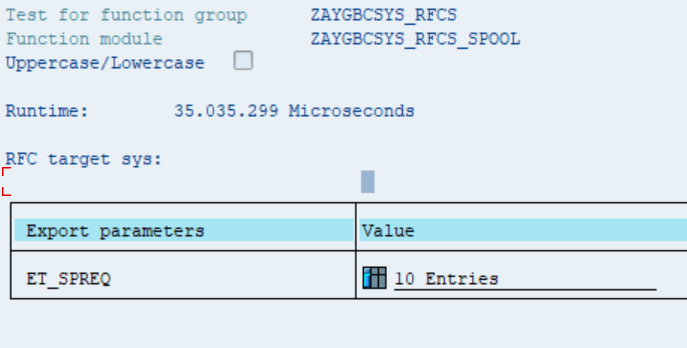 Test for function group ZAYGBCSYS_RFCS
Function module ZAYGBCSYS_RFCS_SPOOL
Uppercase/Lowercase
Runtime: 35.035.299 Microseconds
RFC target sys:
Export parameters Value
ET_SPREQ 10 Entries